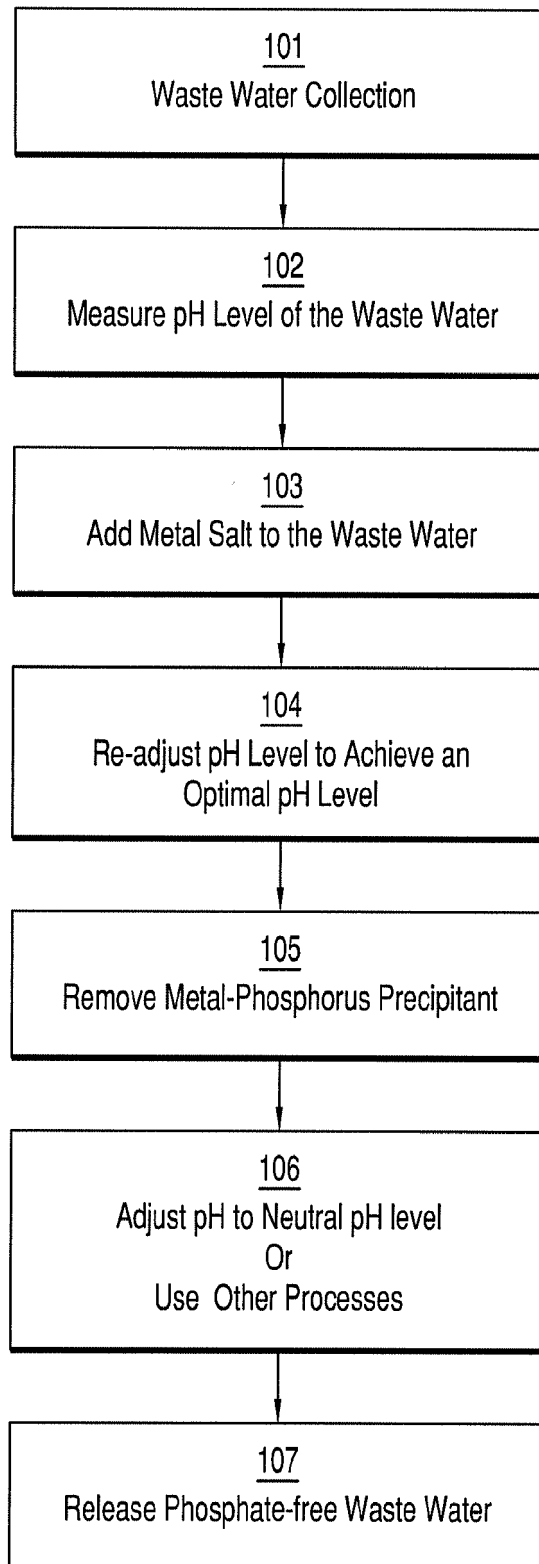 101
Waste Water Collection
102
Measure pH Level of the Waste Water
103
Add Metal Salt to the Waste Water
104
Re-adjust pH Level to Achieve an
Optimal pH Level
105
Remove Metal-Phosphorus Precipitant
106
Adjust pH to Neutral pH level
Or
Use Other Processes
107
Release Phosphate-free Waste Water